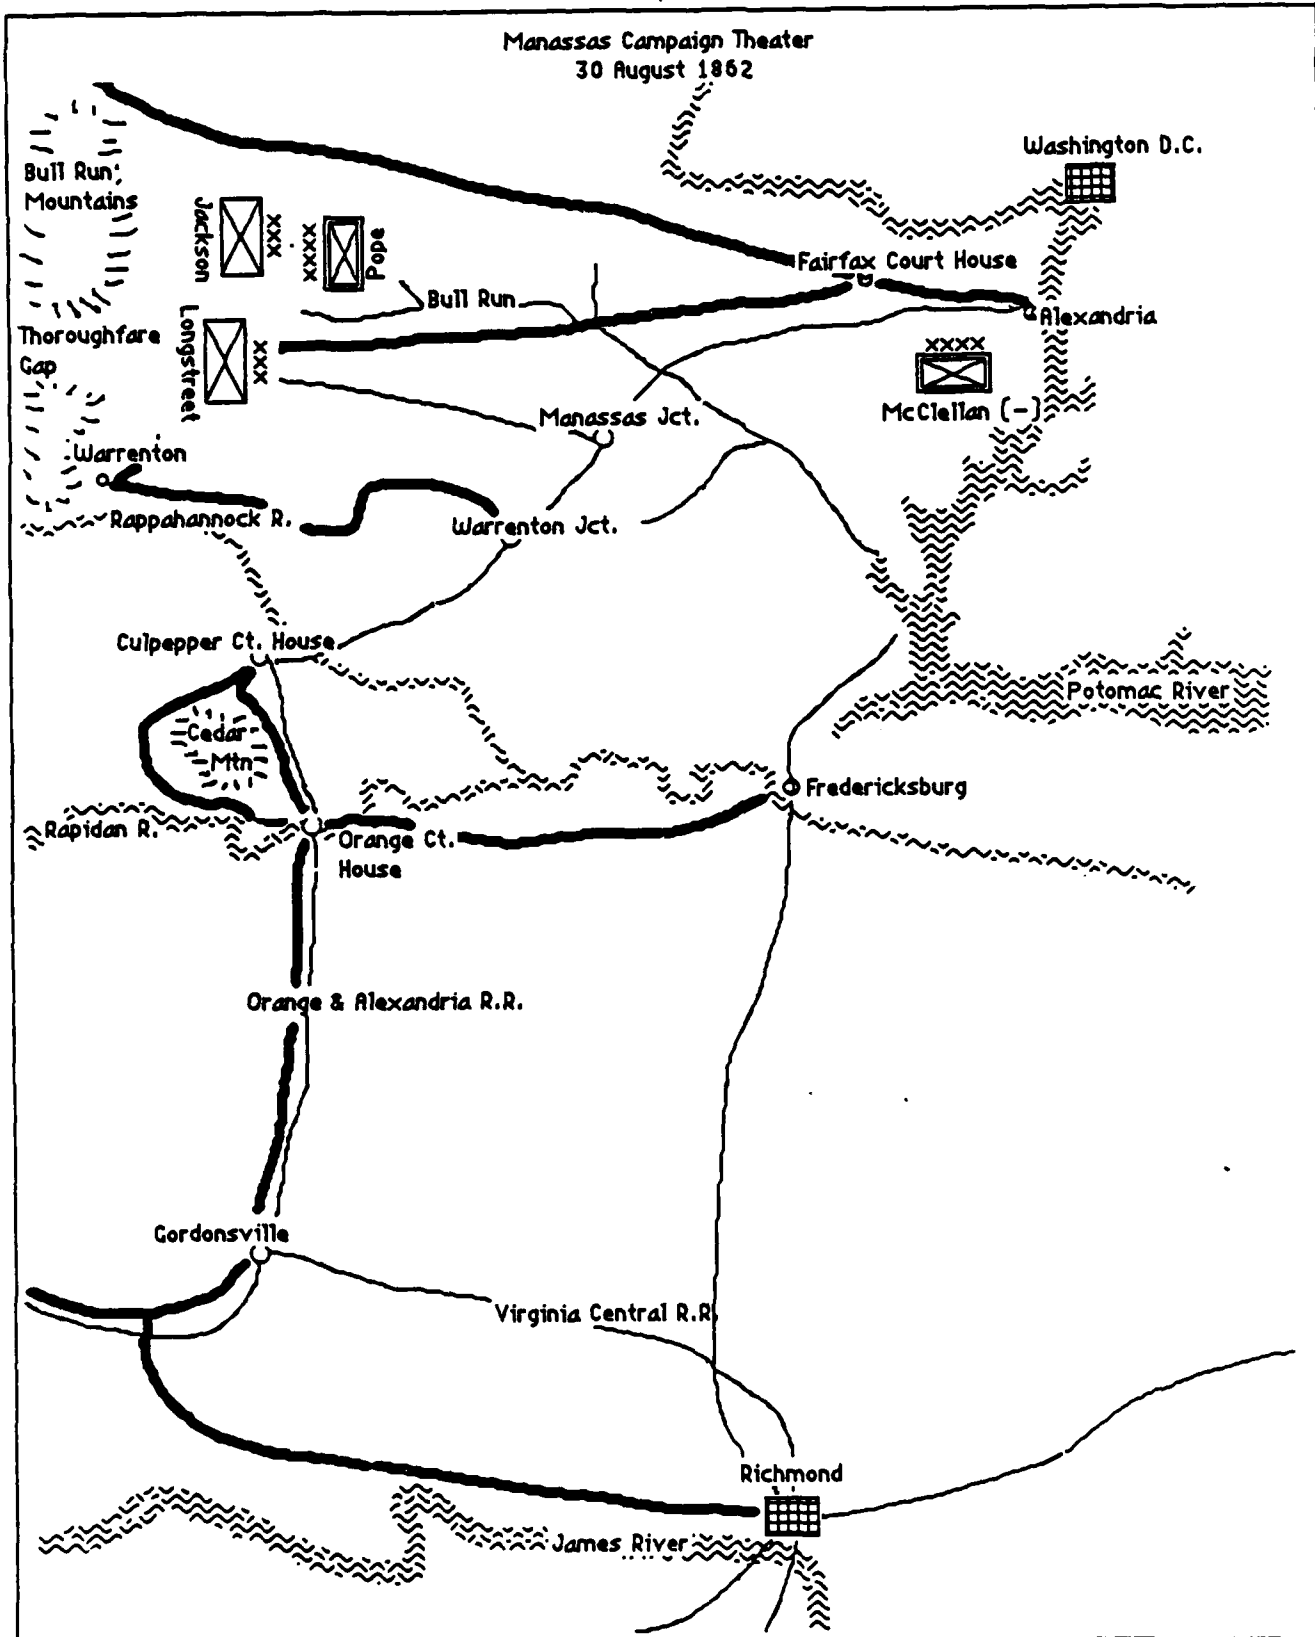 Manassas Campaign Theater
30 August 1862
Washington D.C.
Bull Run
Mountains
Jackson
xxx
xxxx
Pope
Fairfax Court House
Bull Run
Alexandria
Thoroughfare
Gap
Longstreet
xxx
xxxx
McClellan (-)
Manassas Jct.
Warrenton
Rappahannock R.
Warrenton Jct.
Culpepper Ct. House
Potomac River
Cedar
Mtn
Fredericksburg
Rapidan R.
Orange Ct.
House
Orange & Alexandria R.R.
Gordonsville
Virginia Central R.R.
Richmond
James River